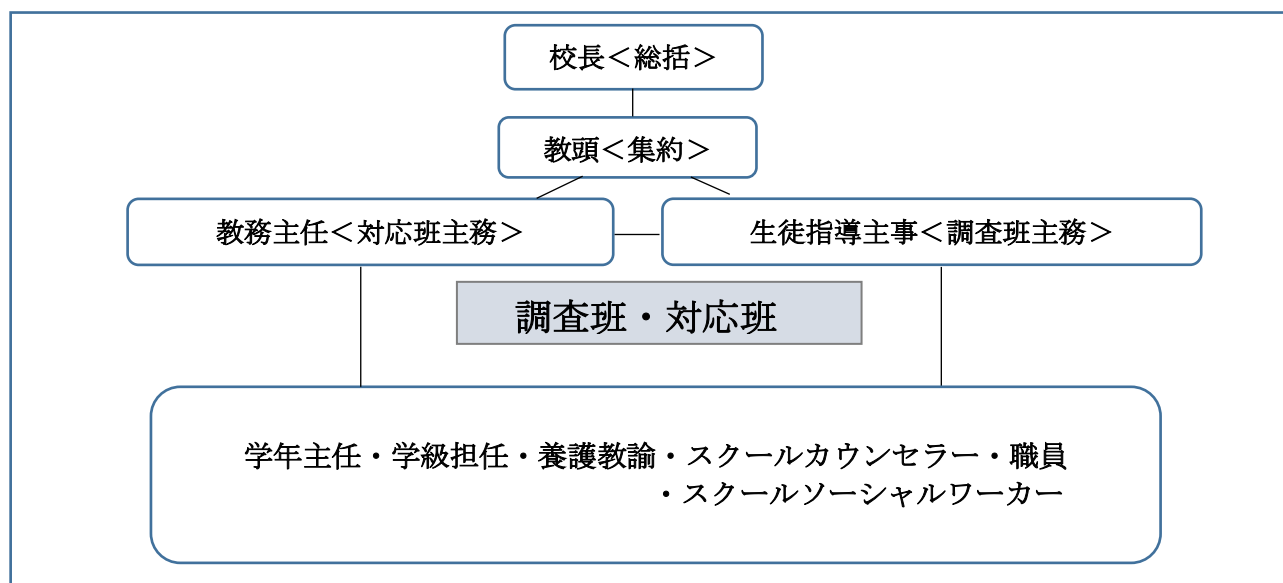 校長＜総括＞
教頭＜集約＞
教務主任＜対応班主務＞
生徒指導主事＜調査班主務＞
調査班・対応班
学年主任・学級担任・養護教諭・スクールカウンセラー・職員
・スクールソーシャルワーカー